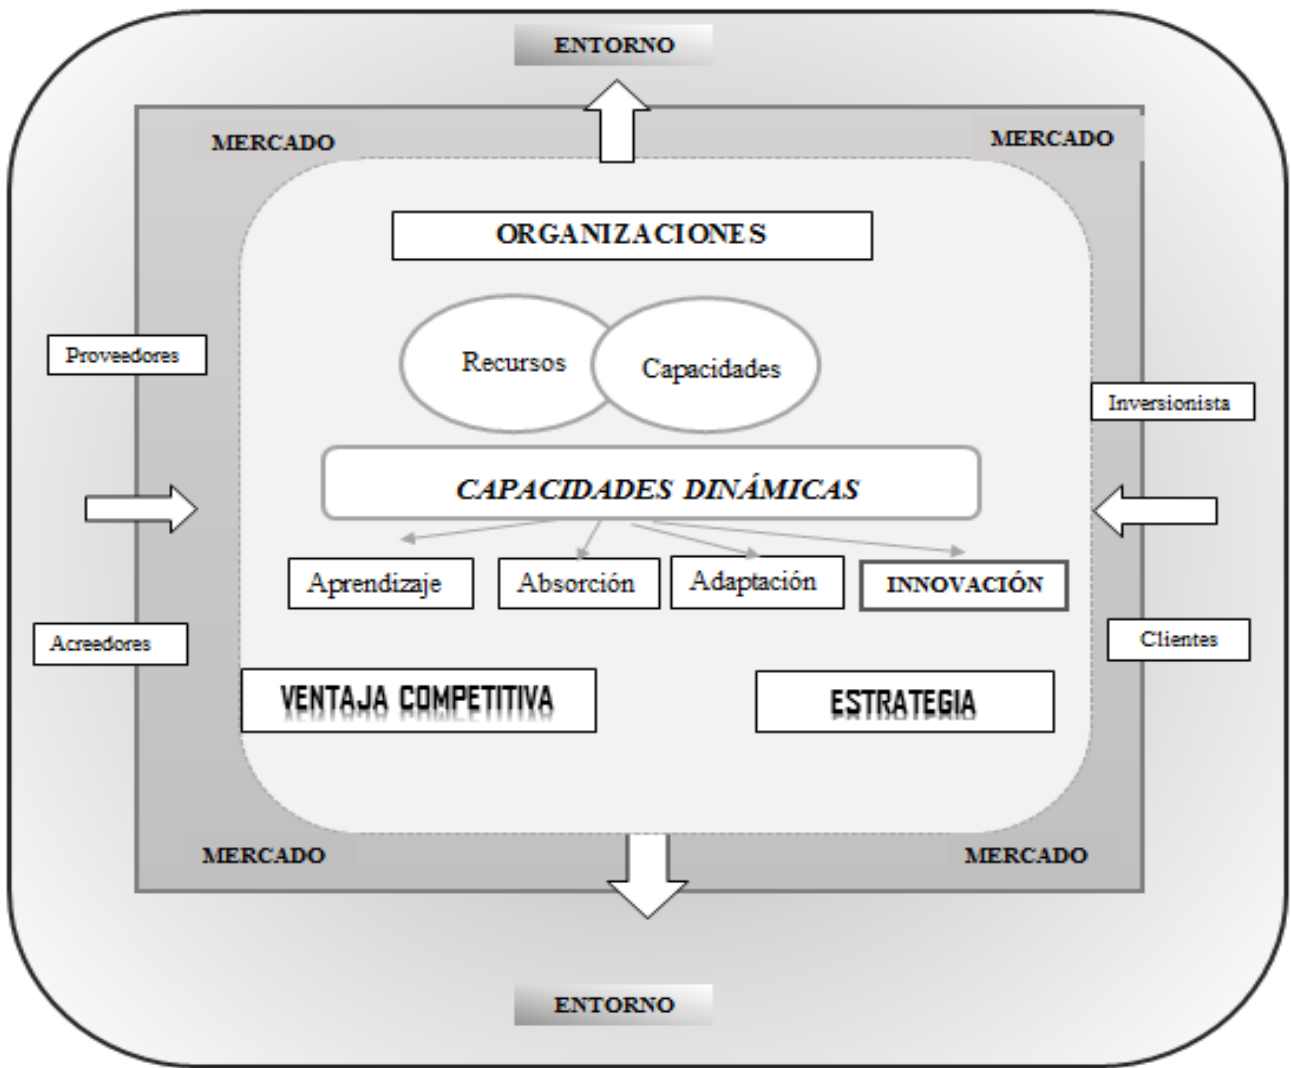 ENTORNO
MERCADO
MERCADO
ORGANIZACIONES
Proveedores
Recursos
Capacidades
Inversionista
CAPACIDADES DINÁMICAS
Aprendizaje
Absorción
Adaptación
INNOVACIÓN
Acreedores
Clientes
VENTAJA COMPETITIVA
ESTRATEGIA
MERCADO
MERCADO
ENTORNO